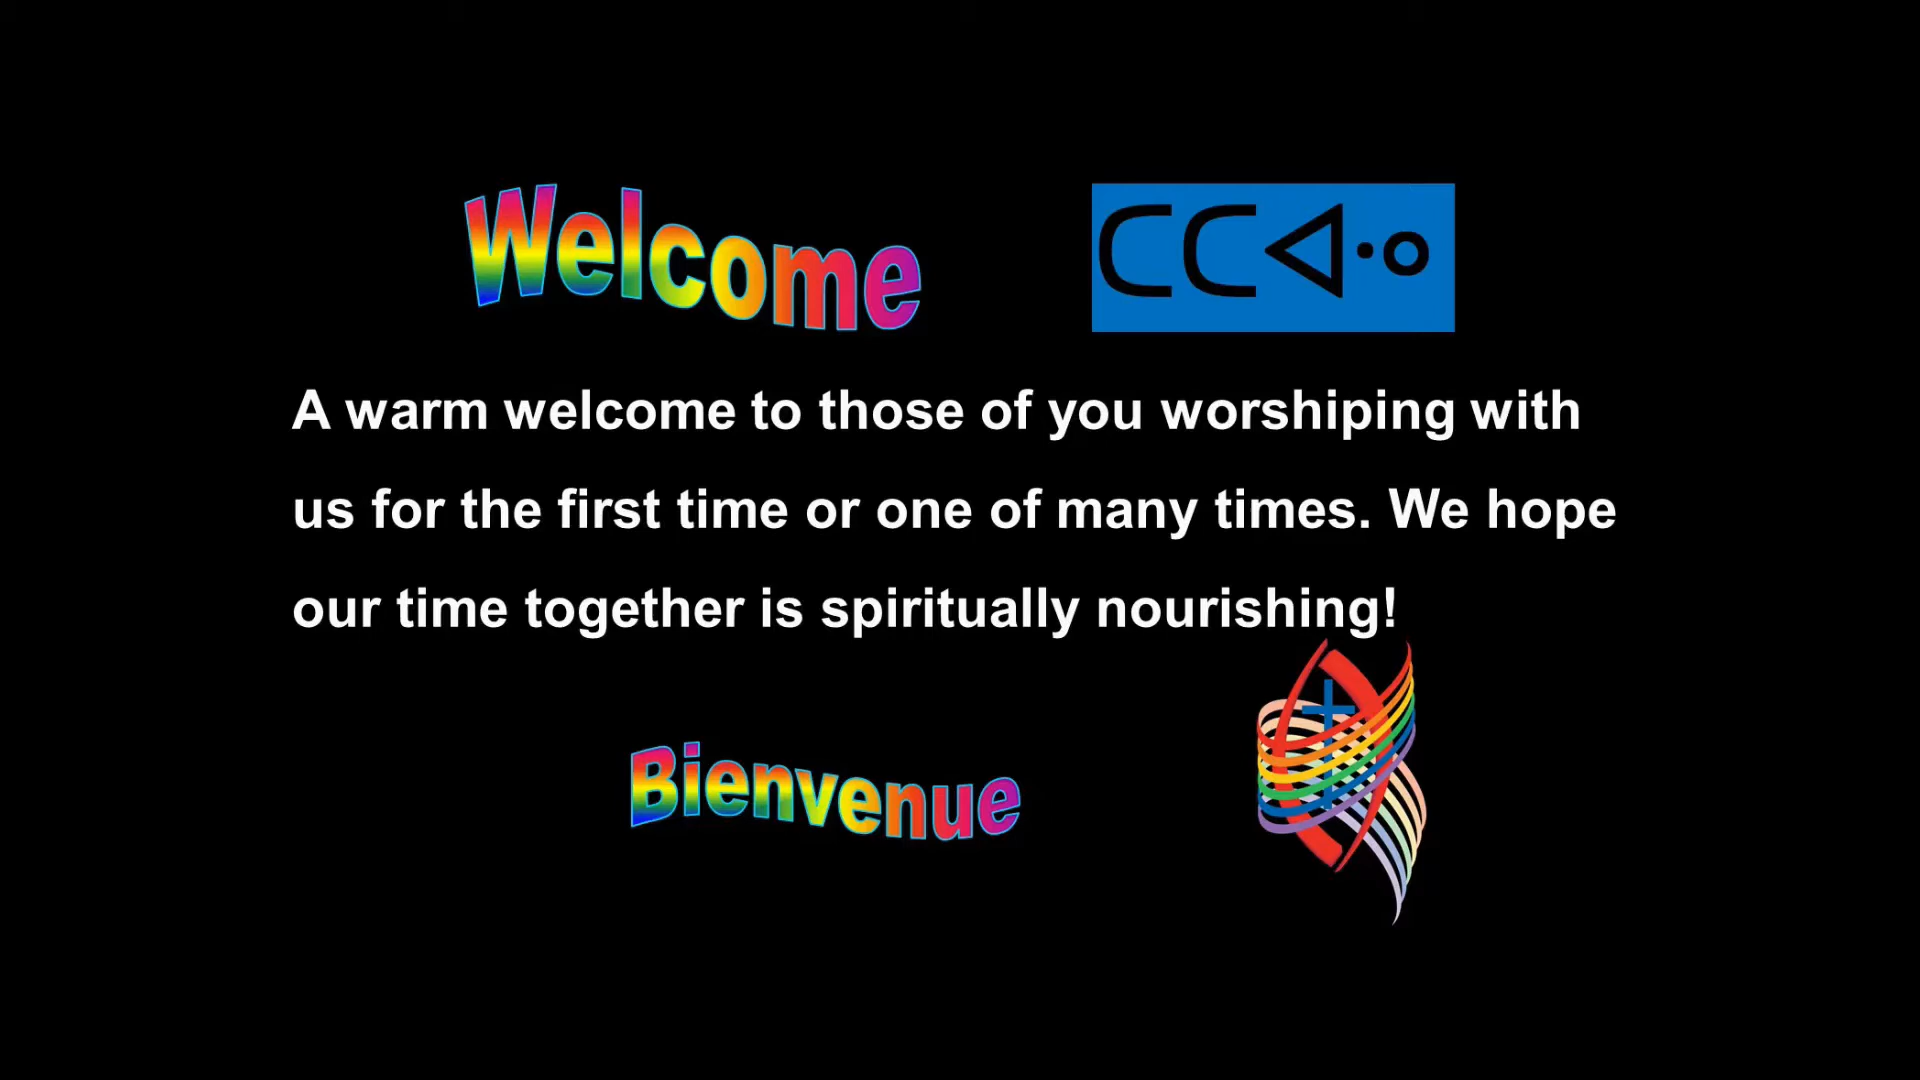 Welcome ᑕᑕᐊᐧᐤ
A warm welcome to those of you worshiping with
us for the first time or one of many times. We hope
our time together is spiritually nourishing!
Bienvenue